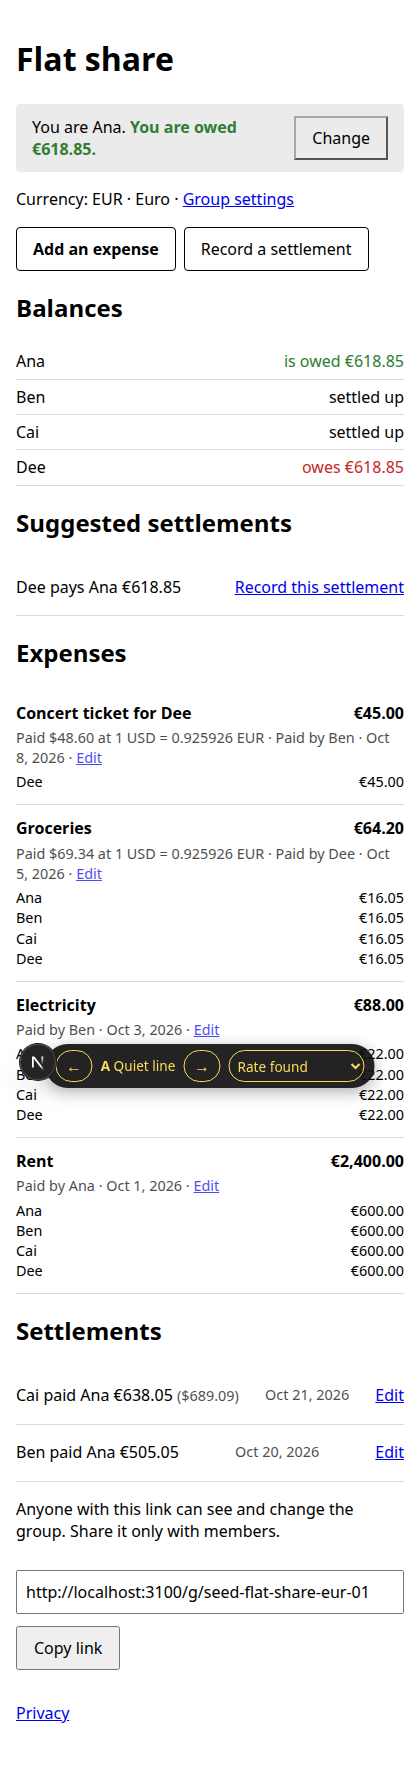 Flat share
You are Ana. You are owed
€618.85.
Change
Currency: EUR · Euro · Group settings
Add an expense
Record a settlement
Balances
Ana is owed €618.85
Ben settled up
Cai settled up
Dee owes €618.85
Suggested settlements
Dee pays Ana €618.85 Record this settlement
Expenses
Concert ticket for Dee €45.00
Paid $48.60 at 1 USD = 0.925926 EUR · Paid by Ben · Oct
8, 2026 · Edit
Dee €45.00
Groceries €64.20
Paid $69.34 at 1 USD = 0.925926 EUR · Paid by Dee · Oct
5, 2026 · Edit
Ana €16.05
Ben €16.05
Cai €16.05
Dee €16.05
Electricity €88.00
Paid by Ben · Oct 3, 2026 · Edit
N ← A Quiet line → Rate found
Cai €22.00
Dee €22.00
Rent €2,400.00
Paid by Ana · Oct 1, 2026 · Edit
Ana €600.00
Ben €600.00
Cai €600.00
Dee €600.00
Settlements
Cai paid Ana €638.05 ($689.09) Oct 21, 2026 Edit
Ben paid Ana €505.05 Oct 20, 2026 Edit
Anyone with this link can see and change the
group. Share it only with members.
http://localhost:3100/g/seed-flat-share-eur-01
Copy link
Privacy